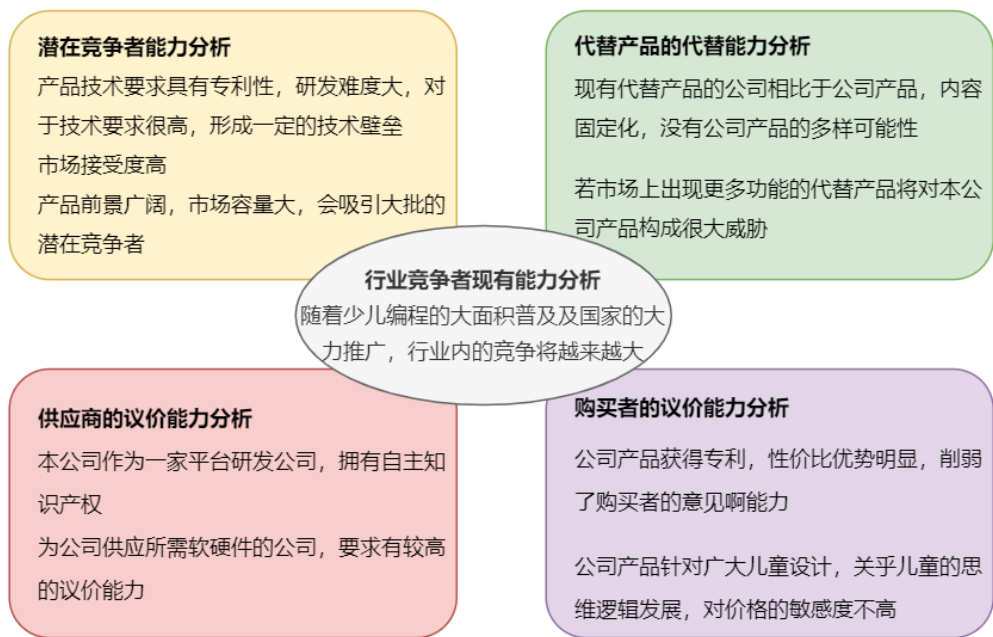 潜在竞争者能力分析
产品技术要求具有专利性，研发难度大，对
于技术要求很高，形成一定的技术壁垒
市场接受度高
产品前景广阔，市场容量大，会吸引大批的
潜在竞争者
代替产品的代替能力分析
现有代替产品的公司相比于公司产品，内容
固定化，没有公司产品的多样可能性
若市场上出现更多功能的代替产品将对本公
司产品构成很大威胁
行业竞争者现有能力分析
随着少儿编程的大面积普及及国家的大
力推广，行业内的竞争将越来越大
供应商的议价能力分析
本公司作为一家平台研发公司，拥有自主知
识产权
为公司供应所需软硬件的公司，要求有较高
的议价能力
购买者的议价能力分析
公司产品获得专利，性价比优势明显，削弱
了购买者的意见啊能力
公司产品针对广大儿童设计，关乎儿童的思
维逻辑发展，对价格的敏感度不高